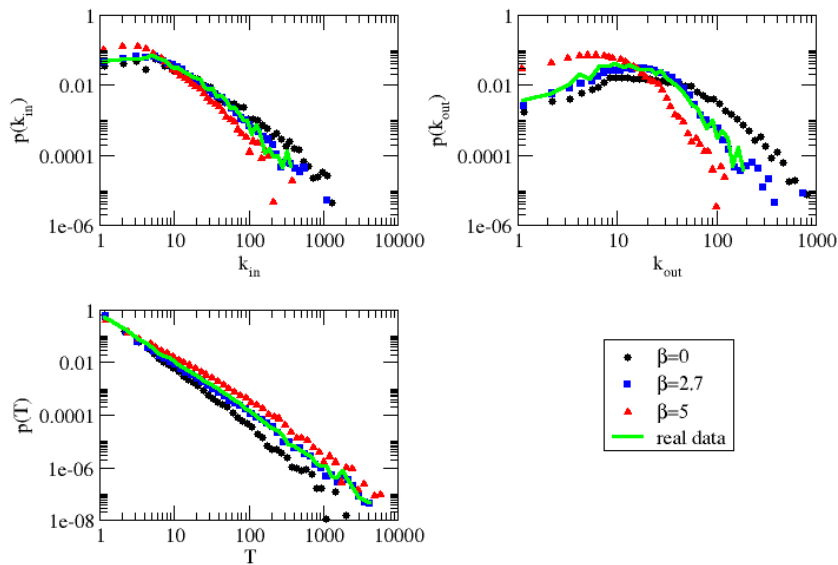 1
0.01
0.0001
1e-06
p(k_in)
1 10 100 1000 10000
k_in
1
0.01
0.0001
1e-06
p(k_out)
1 10 100 1000
k_out
1
0.01
0.0001
1e-06
1e-08
p(T)
1 10 100 1000 10000
T
β=0
β=2.7
β=5
real data